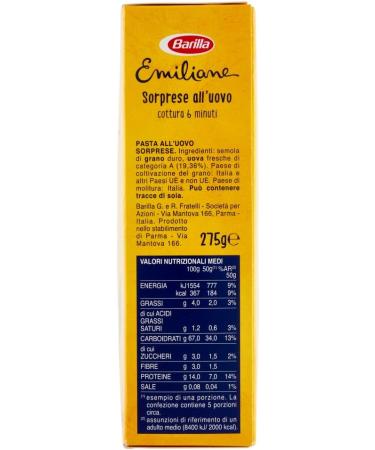 Barilla
Emiliane
Sorprese all'uovo
cottura 6 minuti
PASTA ALL'UOVO
SORPRESE. Ingredienti: semola
di grano duro, uova fresche di
categoria A (19,36%). Paese di
coltivazione del grano: Italia e
altri Paesi UE e non UE. Paese di
molitura: Italia. Può contenere
tracce di soia.
Barilla G. e R. Fratelli - Società per
Azioni - Via Mantova 166, Parma -
Italia. Prodotto
nello stabilimento
di Parma - Via
Mantova 166.
275g℮
VALORI NUTRIZIONALI MEDI
100g 50g(1) %AR(2)
50g
ENERGIA kJ1554 777 9%
kcal 367 184 9%
GRASSI g 4,0 2,0 3%
di cui ACIDI
GRASSI
SATURI g 1,2 0,6 3%
CARBOIDRATI g 67,0 34,0 13%
di cui
ZUCCHERI g 3,0 1,5 2%
FIBRE g 3,0 1,5
PROTEINE g 14,0 7,0 14%
SALE g 0,08 0,04 1%
(1) esempio di una porzione. La
confezione contiene 5 porzioni
circa.
(2) assunzioni di riferimento di un
adulto medio (8400 kJ/ 2000 kcal).